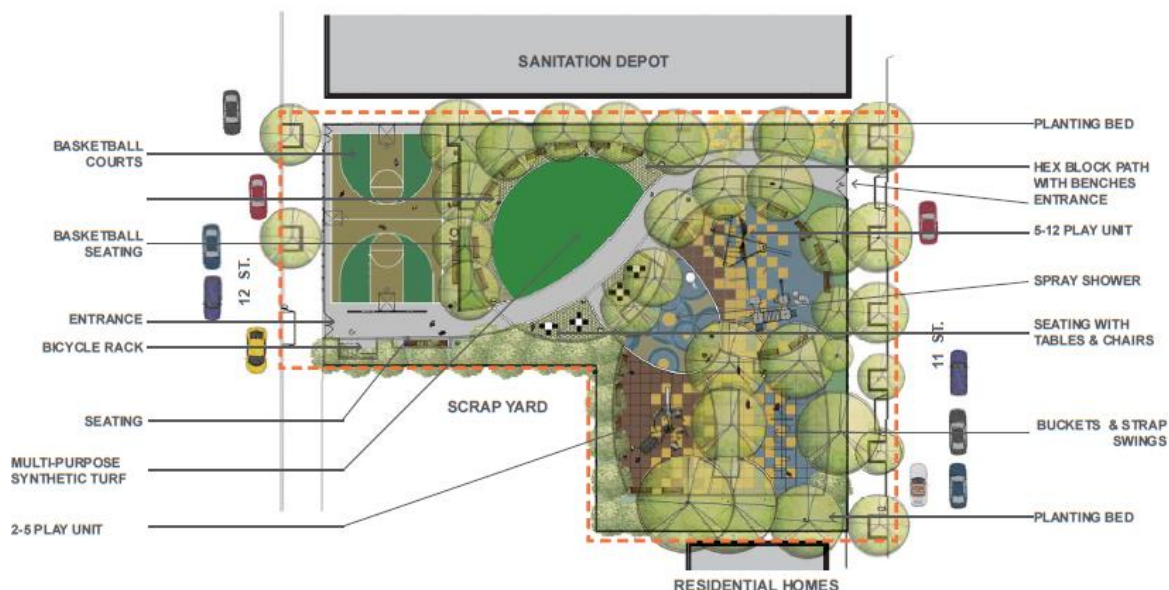 SANITATION DEPOT
BASKETBALL
COURTS
BASKETBALL
SEATING
12 ST.
ENTRANCE
BICYCLE RACK
SEATING
MULTI-PURPOSE
SYNTHETIC TURF
2-5 PLAY UNIT
SCRAP YARD
PLANTING BED
HEX BLOCK PATH
WITH BENCHES
ENTRANCE
5-12 PLAY UNIT
SPRAY SHOWER
SEATING WITH
TABLES & CHAIRS
11 ST.
BUCKETS & STRAP
SWINGS
PLANTING BED
RESIDENTIAL HOMES